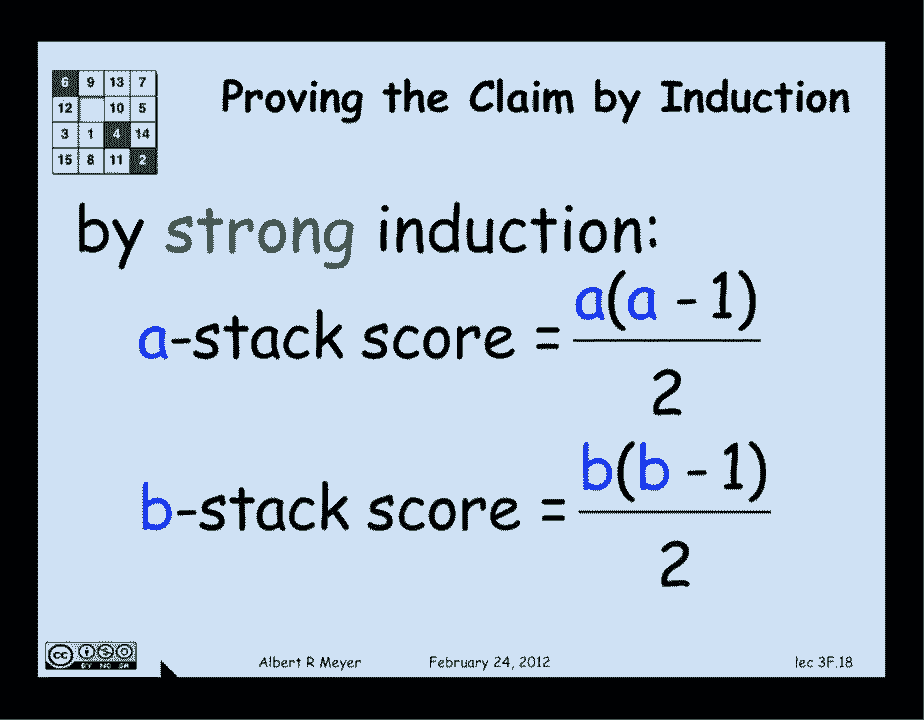 6 9 13 7
12 10 5
3 1 4 14
15 8 11 2
Proving the Claim by Induction
by strong induction:
a-stack score = a(a - 1)
2
b-stack score = b(b - 1)
2
cc BY NC SA
Albert R Meyer February 24, 2012 lec 3F.18